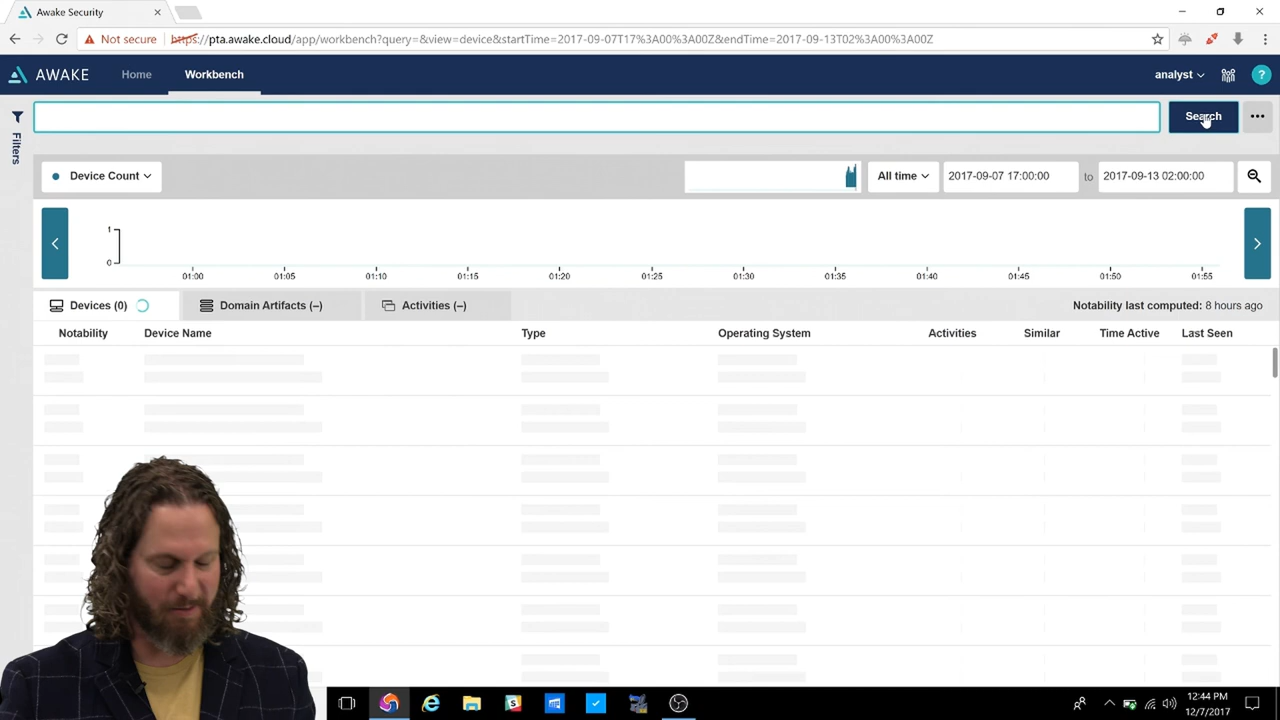 Awake Security
Not secure https://pta.awake.cloud/app/workbench?query=&view=device&startTime=2017-09-07T17%3A00%3A00Z&endTime=2017-09-13T02%3A00%3A00Z
AWAKE Home Workbench analyst ?
Filters
Search
Device Count All time 2017-09-07 17:00:00 to 2017-09-13 02:00:00
1
0
01:00 01:05 01:10 01:15 01:20 01:25 01:30 01:35 01:40 01:45 01:50 01:55
Devices (0) Domain Artifacts (–) Activities (–) Notability last computed: 8 hours ago
Notability Device Name Type Operating System Activities Similar Time Active Last Seen
12:44 PM
12/7/2017